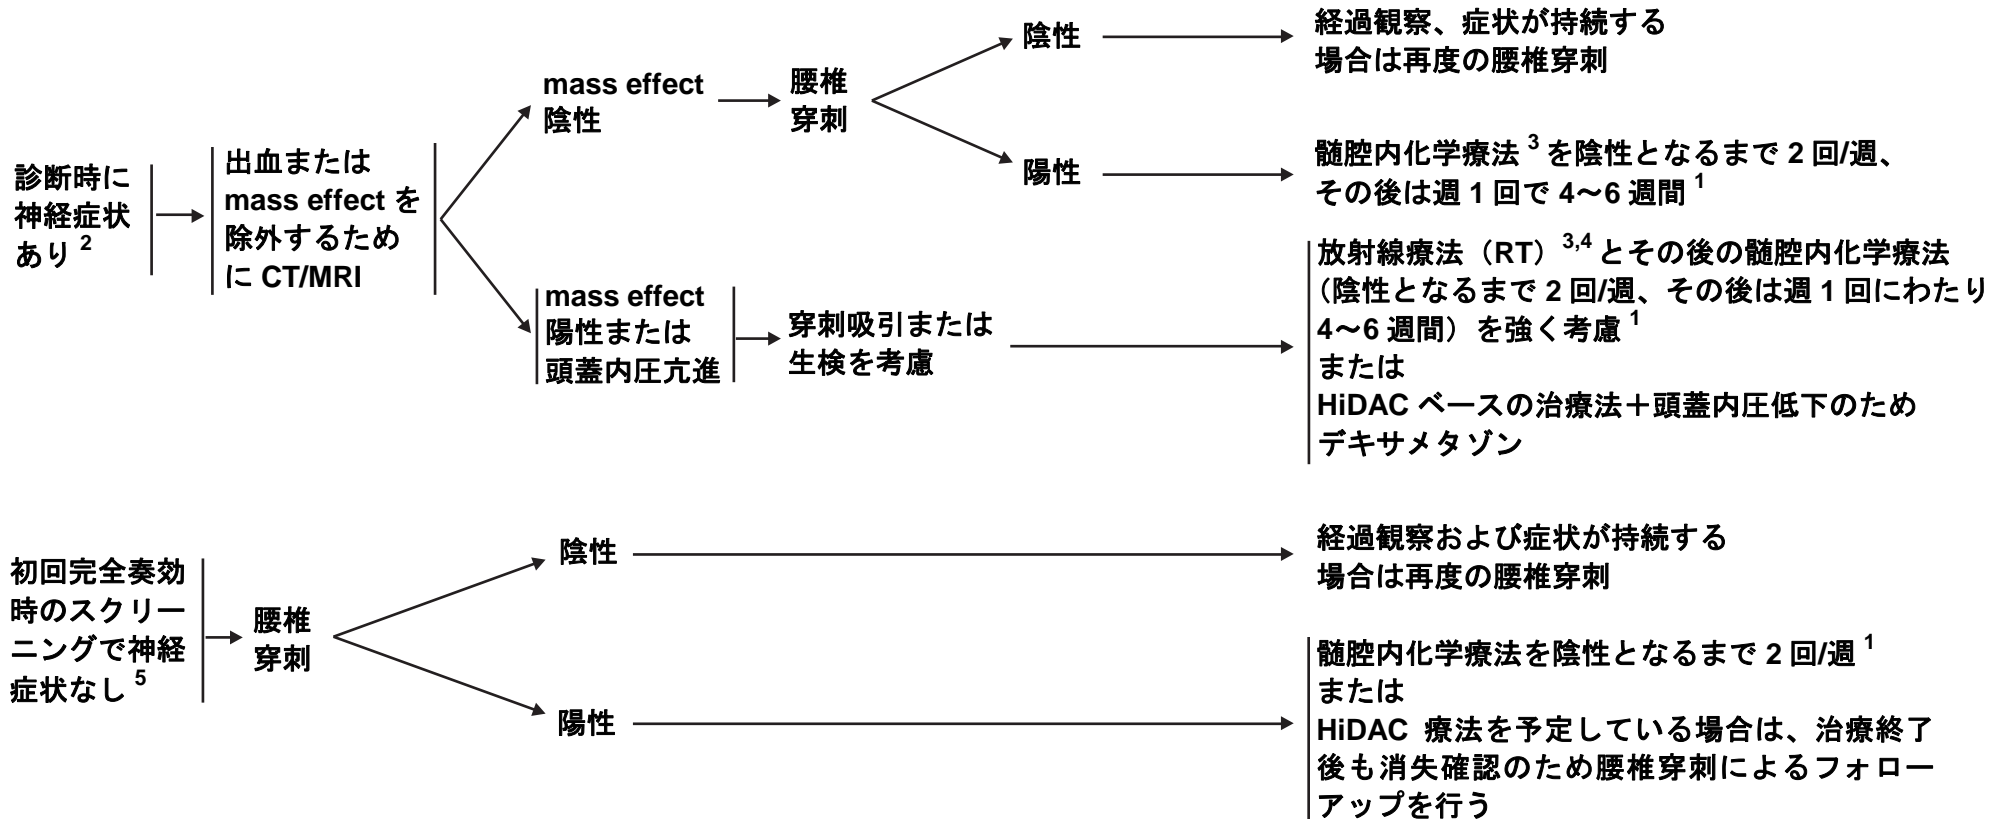 診断時に
神経症状
あり 2
出血または
mass effect を
除外するため
に CT/MRI
mass effect
陰性
腰椎
穿刺
陰性
経過観察、症状が持続する
場合は再度の腰椎穿刺
陽性
髄腔内化学療法 3 を陰性となるまで 2 回/週、
その後は週 1 回で 4～6 週間 1
mass effect
陽性または
頭蓋内圧亢進
穿刺吸引または
生検を考慮
放射線療法（RT）3,4 とその後の髄腔内化学療法
（陰性となるまで 2 回/週、その後は週 1 回にわたり
4～6 週間）を強く考慮 1
または
HiDAC ベースの治療法＋頭蓋内圧低下のため
デキサメタゾン
初回完全奏効
時のスクリー
ニングで神経
症状なし 5
腰椎
穿刺
陰性
経過観察および症状が持続する
場合は再度の腰椎穿刺
陽性
髄腔内化学療法を陰性となるまで 2 回/週 1
または
HiDAC 療法を予定している場合は、治療終了
後も消失確認のため腰椎穿刺によるフォロー
アップを行う